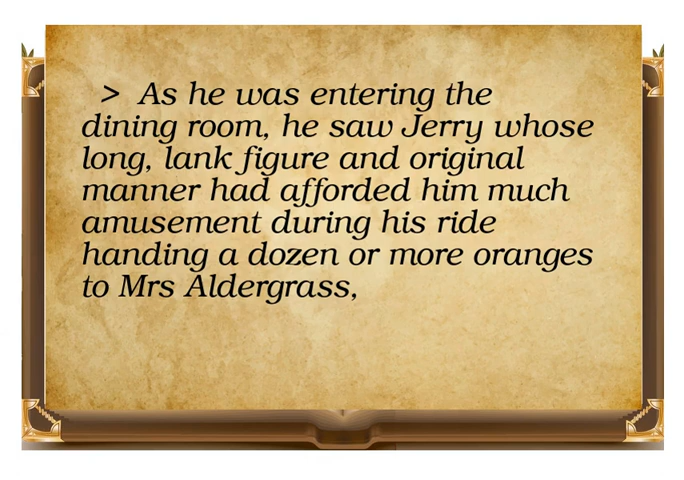 > As he was entering the
dining room, he saw Jerry whose
long, lank figure and original
manner had afforded him much
amusement during his ride
handing a dozen or more oranges
to Mrs Aldergrass,